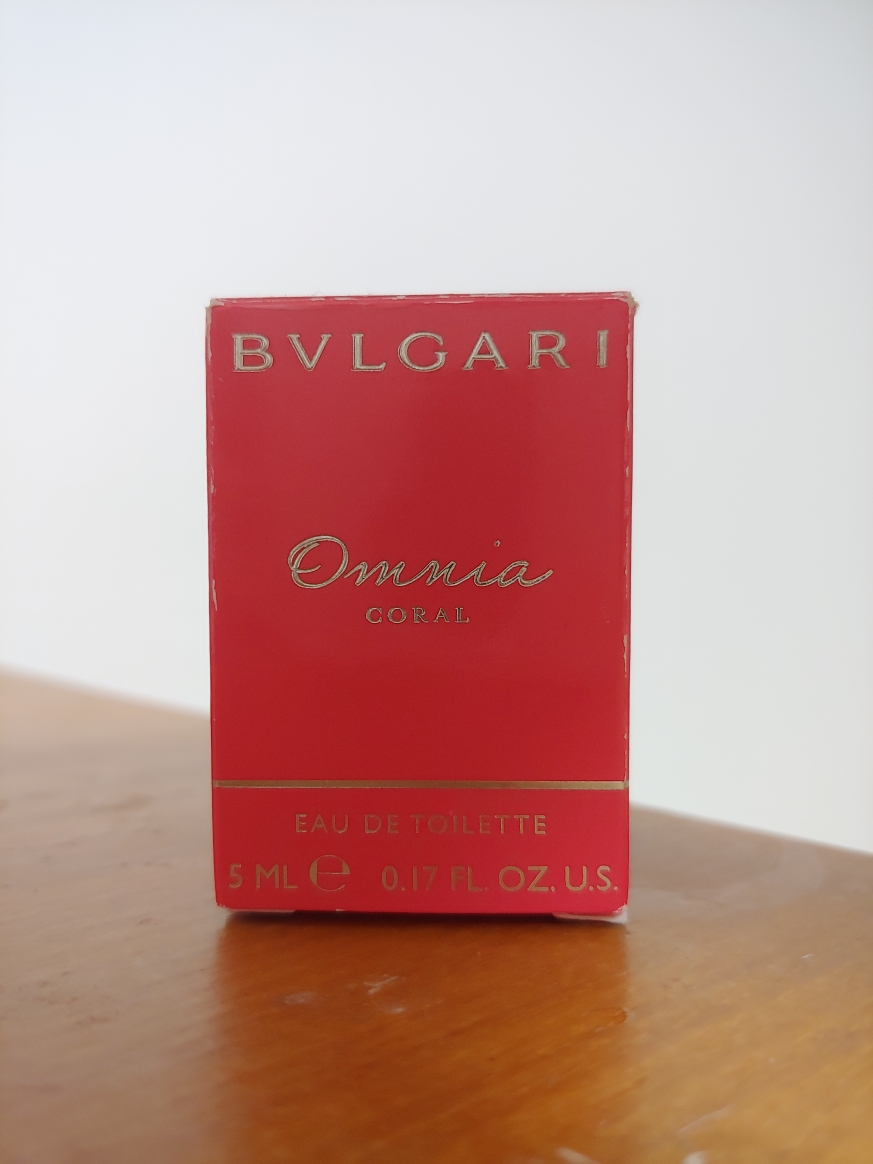 BVLGARI
Omnia
CORAL
EAU DE TOILETTE
5 ML ℮ 0.17 FL. OZ. U.S.